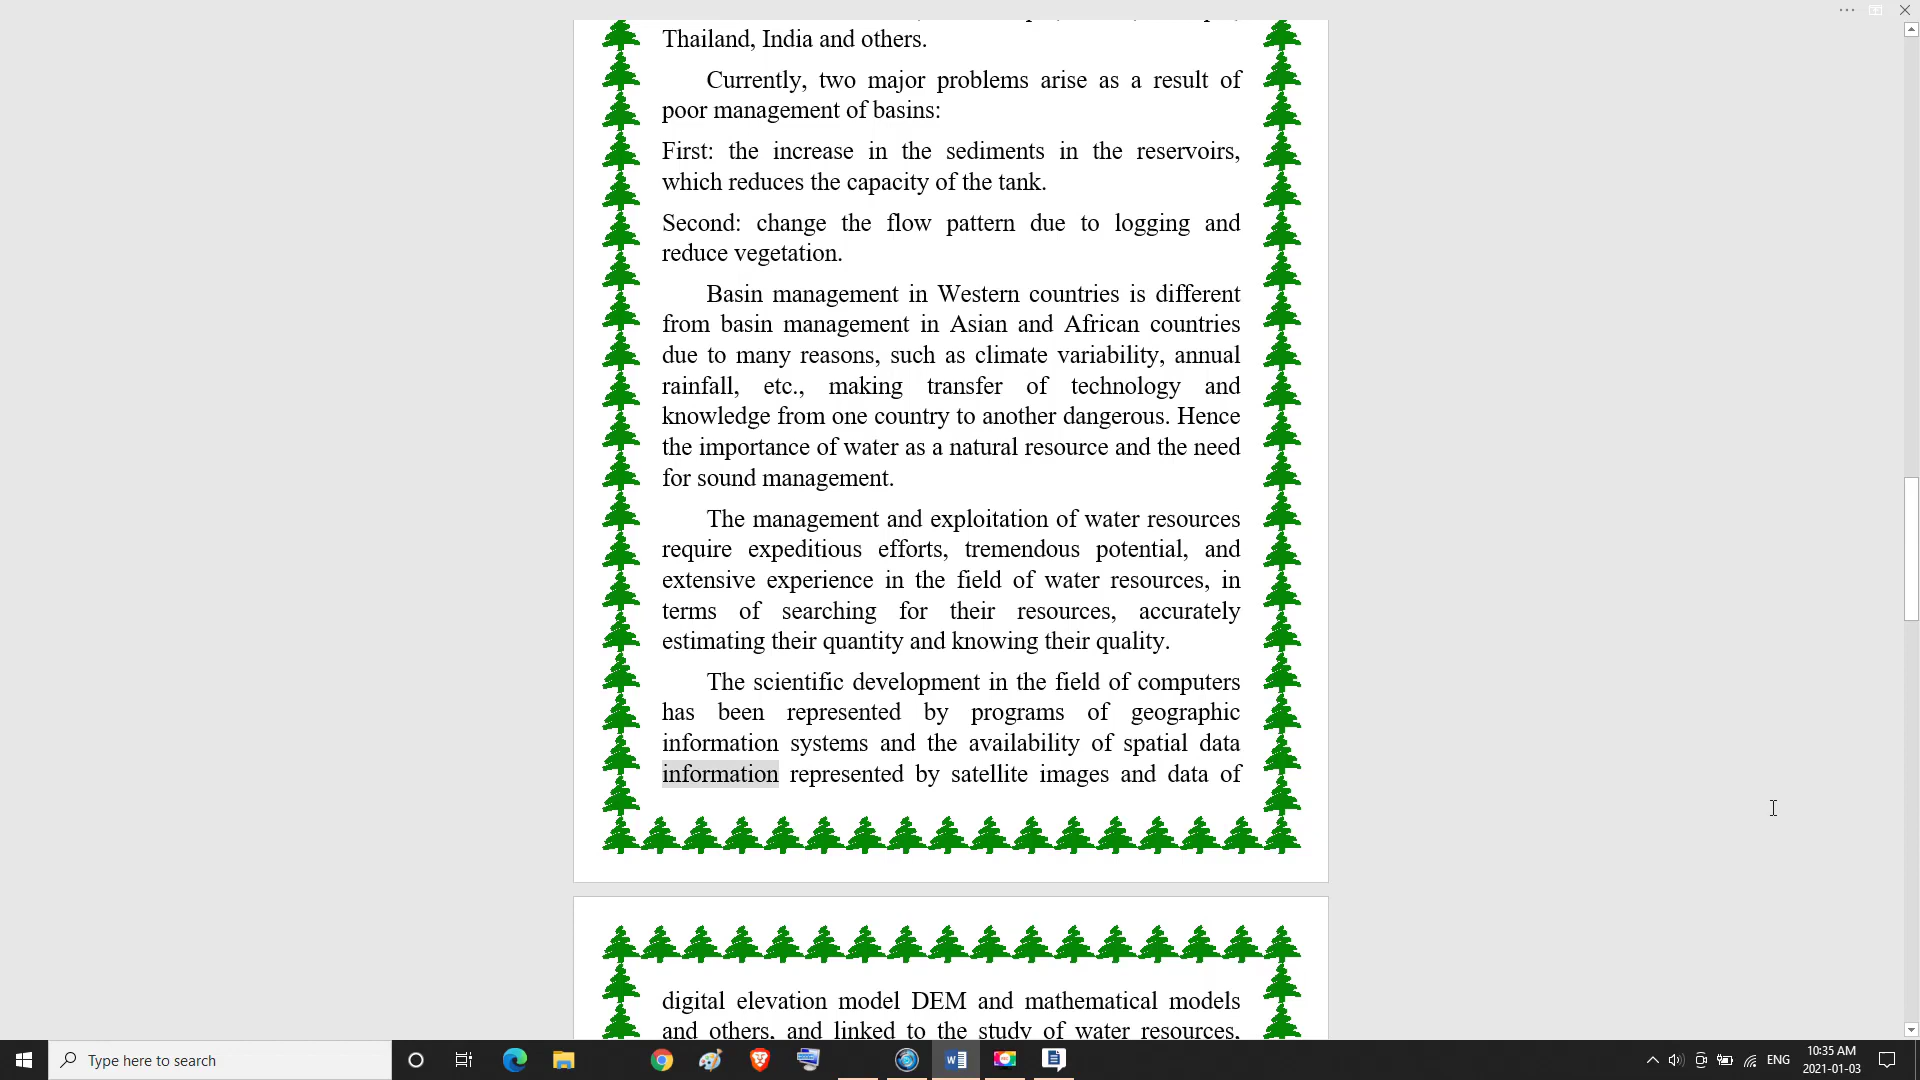 Thailand, India and others.
Currently, two major problems arise as a result of
poor management of basins:
First: the increase in the sediments in the reservoirs,
which reduces the capacity of the tank.
Second: change the flow pattern due to logging and
reduce vegetation.
Basin management in Western countries is different
from basin management in Asian and African countries
due to many reasons, such as climate variability, annual
rainfall, etc., making transfer of technology and
knowledge from one country to another dangerous. Hence
the importance of water as a natural resource and the need
for sound management.
The management and exploitation of water resources
require expeditious efforts, tremendous potential, and
extensive experience in the field of water resources, in
terms of searching for their resources, accurately
estimating their quantity and knowing their quality.
The scientific development in the field of computers
has been represented by programs of geographic
information systems and the availability of spatial data
information represented by satellite images and data of
digital elevation model DEM and mathematical models
and others, and linked to the study of water resources,
Type here to search
ENG
10:35 AM
2021-01-03